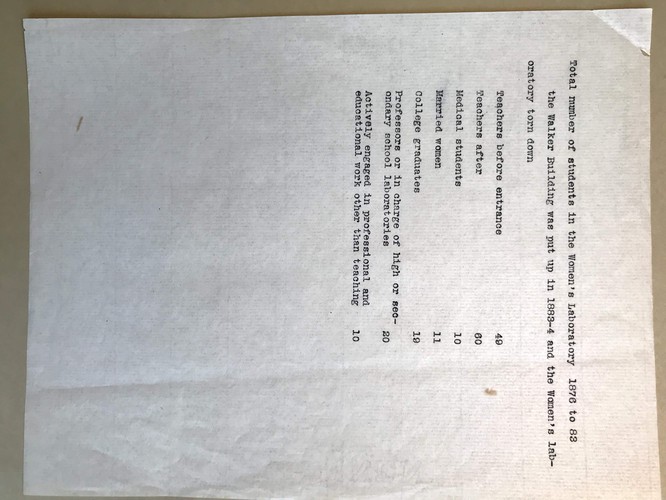 Total number of students in the Women's Laboratory 1876 to 83
the Walker Building was put up in 1883-4 and the Women's lab-
oratory torn down
Teachers before entrance 49
Teachers after 60
Medical students 10
Married women 11
College graduates 19
Professors or in charge of high or sec-
ondary school laboratories 20
Actively engaged in professional and
educational work other than teaching 10